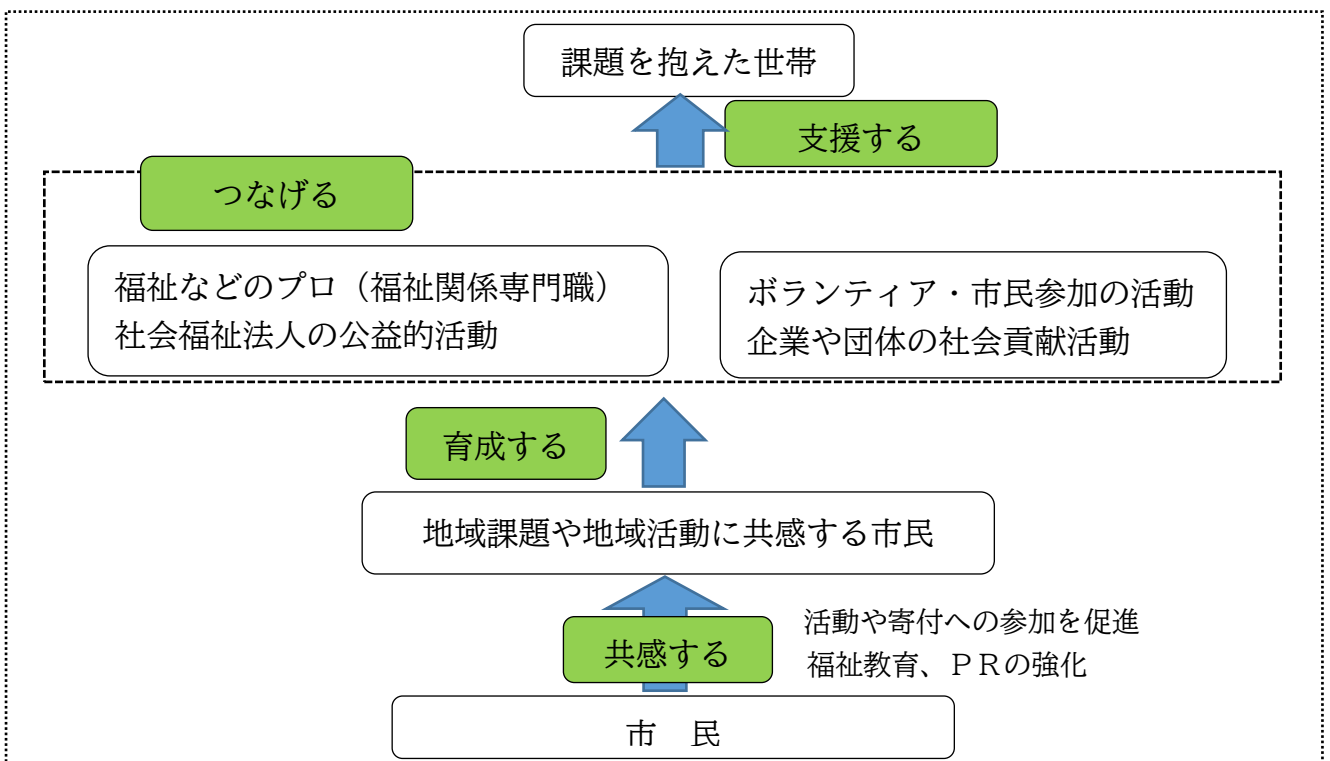 課題を抱えた世帯
支援する
つなげる
福祉などのプロ（福祉関係専門職）
社会福祉法人の公益的活動
ボランティア・市民参加の活動
企業や団体の社会貢献活動
育成する
地域課題や地域活動に共感する市民
共感する
活動や寄付への参加を促進
福祉教育、ＰＲの強化
市　民